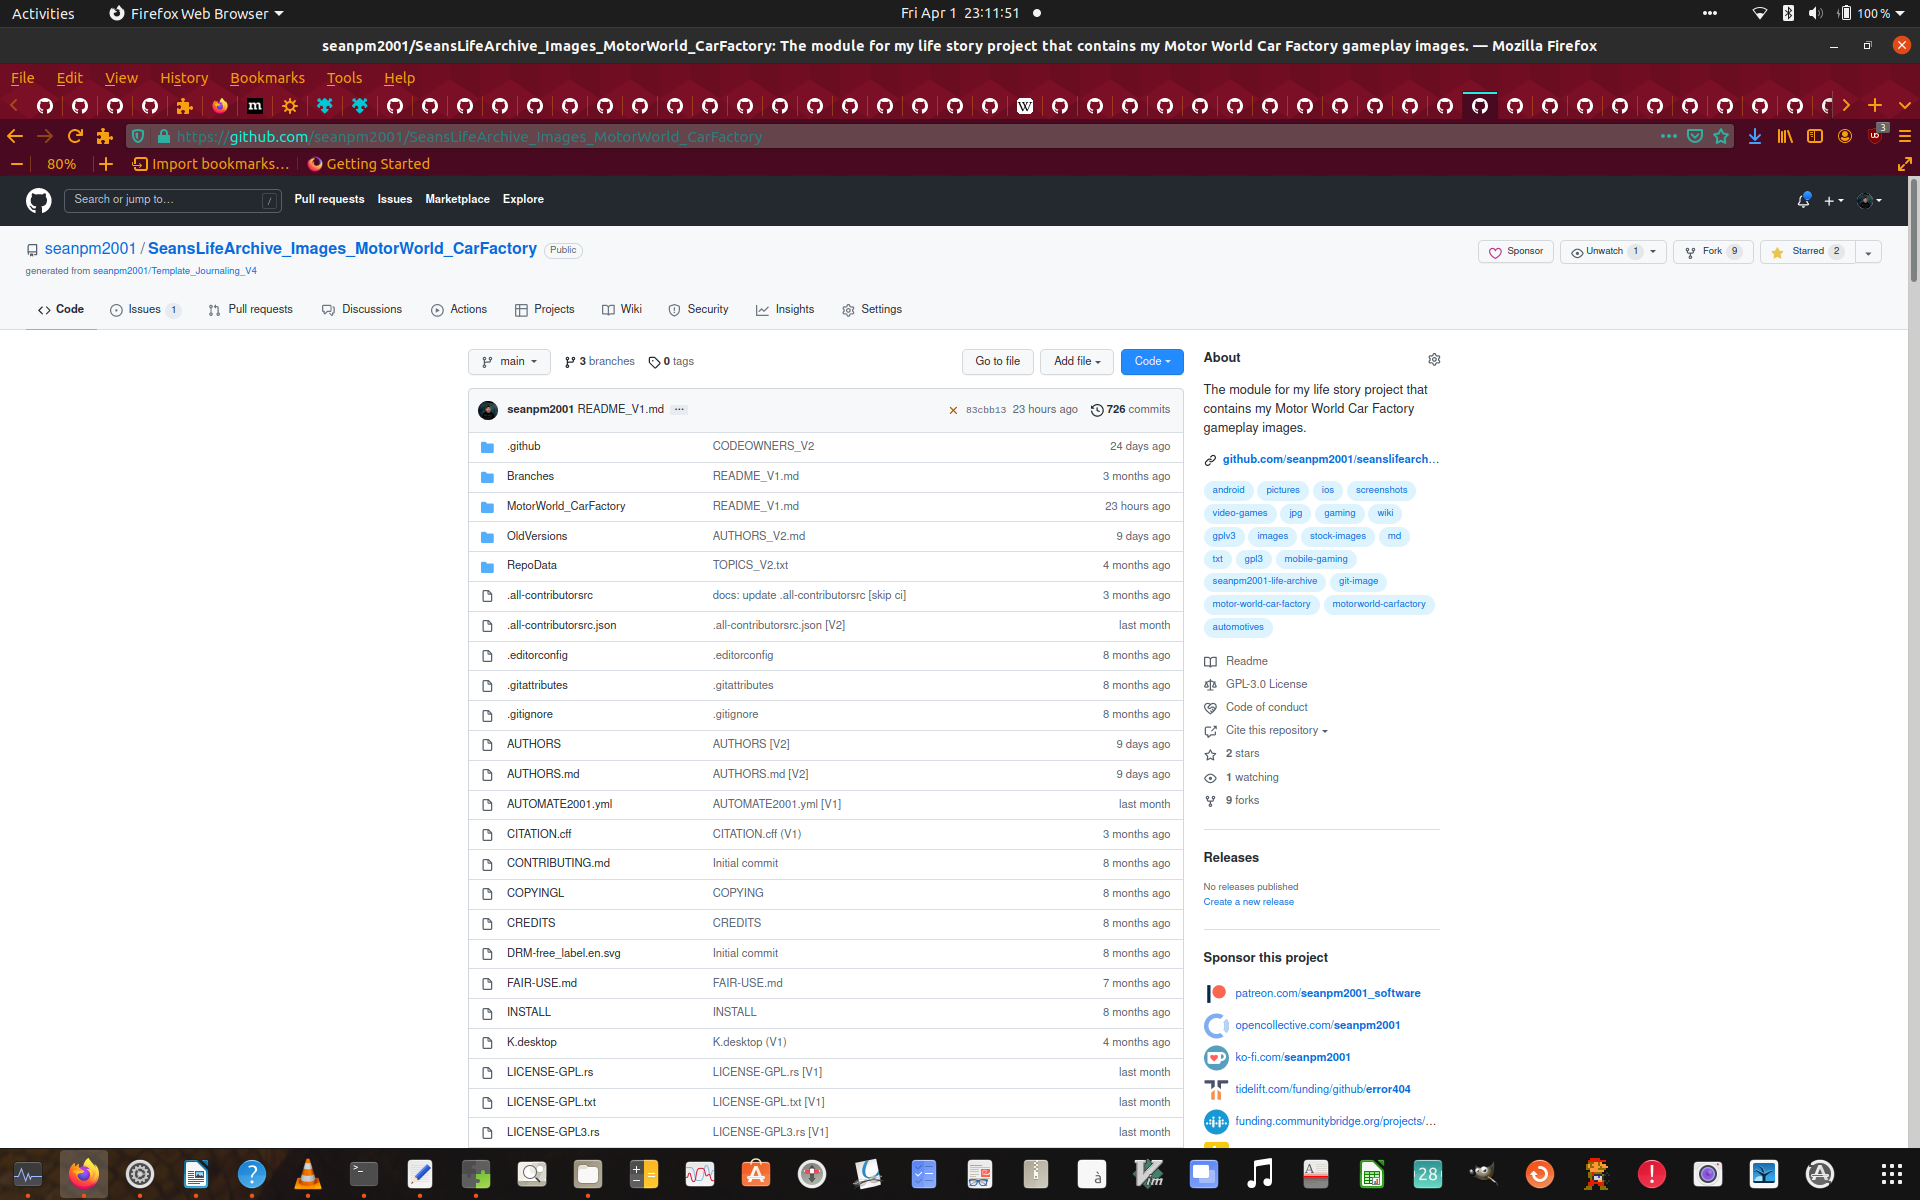 Activities
Firefox Web Browser
Fri Apr 1 23:11:51
100 %
seanpm2001/SeansLifeArchive_Images_MotorWorld_CarFactory: The module for my life story project that contains my Motor World Car Factory gameplay images. — Mozilla Firefox
File Edit View History Bookmarks Tools Help
https://github.com/seanpm2001/SeansLifeArchive_Images_MotorWorld_CarFactory
3
80%
Import bookmarks...
Getting Started
Search or jump to...
/
Pull requests Issues Marketplace Explore
seanpm2001 / SeansLifeArchive_Images_MotorWorld_CarFactory Public
Sponsor
Unwatch 1
Fork 9
Starred 2
generated from seanpm2001/Template_Journaling_V4
Code Issues 1 Pull requests Discussions Actions Projects Wiki Security Insights Settings
main 3 branches 0 tags
Go to file Add file Code
seanpm2001 README_V1.md ... 83cbb13 23 hours ago 726 commits
.github CODEOWNERS_V2 24 days ago
Branches README_V1.md 3 months ago
MotorWorld_CarFactory README_V1.md 23 hours ago
OldVersions AUTHORS_V2.md 9 days ago
RepoData TOPICS_V2.txt 4 months ago
.all-contributorsrc docs: update .all-contributorsrc [skip ci] 3 months ago
.all-contributorsrc.json .all-contributorsrc.json [V2] last month
.editorconfig .editorconfig 8 months ago
.gitattributes .gitattributes 8 months ago
.gitignore .gitignore 8 months ago
AUTHORS AUTHORS [V2] 9 days ago
AUTHORS.md AUTHORS.md [V2] 9 days ago
AUTOMATE2001.yml AUTOMATE2001.yml [V1] last month
CITATION.cff CITATION.cff (V1) 3 months ago
CONTRIBUTING.md Initial commit 8 months ago
COPYINGL COPYING 8 months ago
CREDITS CREDITS 8 months ago
DRM-free_label.en.svg Initial commit 8 months ago
FAIR-USE.md FAIR-USE.md 7 months ago
INSTALL INSTALL 8 months ago
K.desktop K.desktop (V1) 4 months ago
LICENSE-GPL.rs LICENSE-GPL.rs [V1] last month
LICENSE-GPL.txt LICENSE-GPL.txt [V1] last month
LICENSE-GPL3.rs LICENSE-GPL3.rs [V1] last month
About
The module for my life story project that
contains my Motor World Car Factory
gameplay images.
github.com/seanpm2001/seanslifearch...
android pictures ios screenshots
video-games jpg gaming wiki
gplv3 images stock-images md
txt gpl3 mobile-gaming
seanpm2001-life-archive git-image
motor-world-car-factory motorworld-carfactory
automotives
Readme
GPL-3.0 License
Code of conduct
Cite this repository
2 stars
1 watching
9 forks
Releases
No releases published
Create a new release
Sponsor this project
patreon.com/seanpm2001_software
opencollective.com/seanpm2001
ko-fi.com/seanpm2001
tidelift.com/funding/github/error404
funding.communitybridge.org/projects/...
28